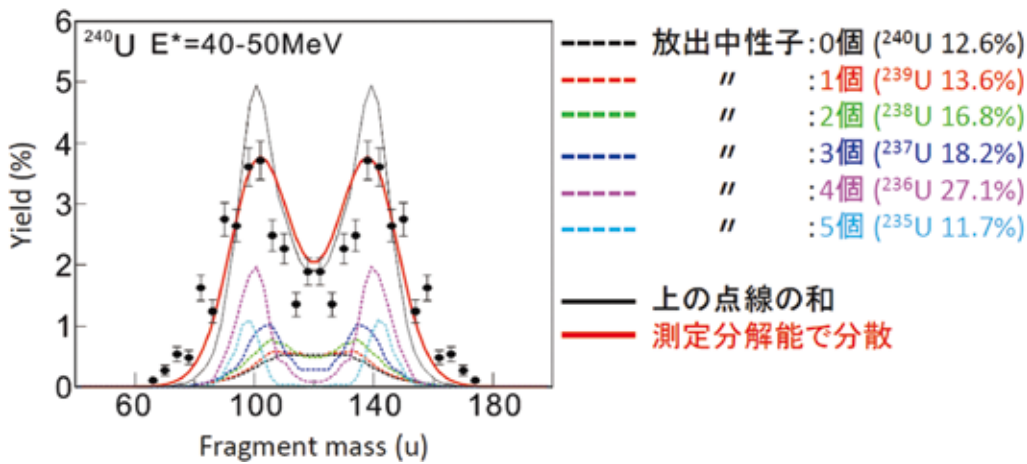 ²⁴⁰U E*=40-50MeV
Yield (%)
6
5
4
3
2
1
0
60 100 140 180
Fragment mass (u)
放出中性子:0個 (²⁴⁰U 12.6%)
〃 :1個 (²³⁹U 13.6%)
〃 :2個 (²³⁸U 16.8%)
〃 :3個 (²³⁷U 18.2%)
〃 :4個 (²³⁶U 27.1%)
〃 :5個 (²³⁵U 11.7%)
上の点線の和
測定分解能で分散